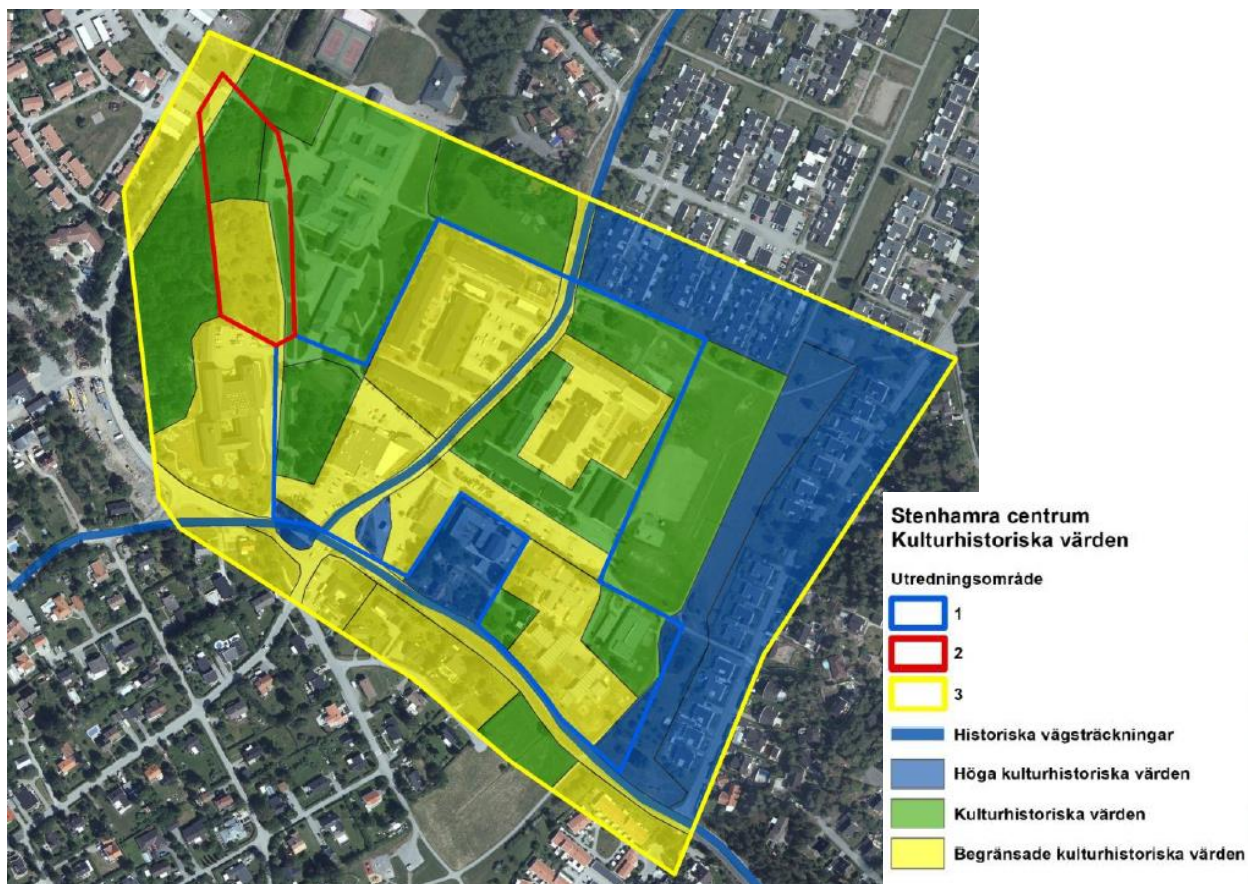 Stenhamra centrum
Kulturhistoriska värden
Utredningsområde
1
2
3
Historiska vägsträckningar
Höga kulturhistoriska värden
Kulturhistoriska värden
Begränsade kulturhistoriska värden